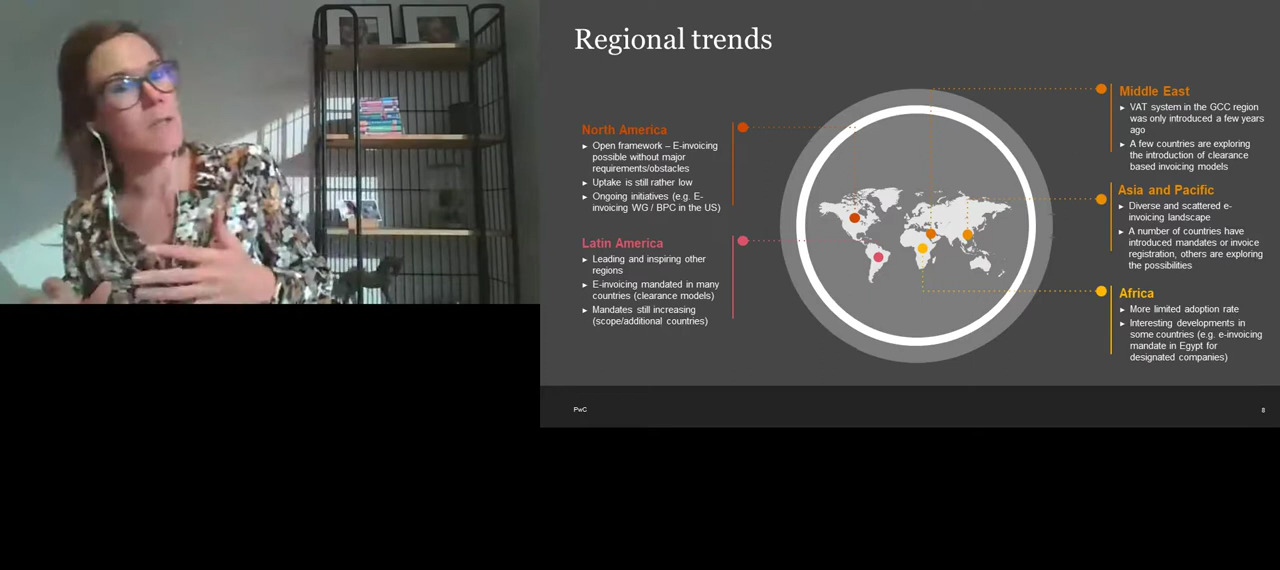 Regional trends
North America
► Open framework – E-invoicing
possible without major
requirements/obstacles
► Uptake is still rather low
► Ongoing initiatives (e.g. E-
invoicing WG / BPC in the US)
Latin America
► Leading and inspiring other
regions
► E-invoicing mandated in many
countries (clearance models)
► Mandates still increasing
(scope/additional countries)
Middle East
► VAT system in the GCC region
was only introduced a few years
ago
► A few countries are exploring
the introduction of clearance
based invoicing models
Asia and Pacific
► Diverse and scattered e-
invoicing landscape
► A number of countries have
introduced mandates or invoice
registration, others are exploring
the possibilities
Africa
► More limited adoption rate
► Interesting developments in
some countries (e.g. e-invoicing
mandate in Egypt for
designated companies)
PwC
8